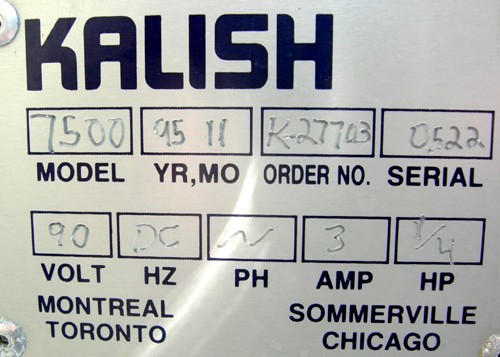 KALISH
7500 95 11 K-27703 0522
MODEL YR,MO ORDER NO. SERIAL
90 DC ~ 3 1/4
VOLT HZ PH AMP HP
MONTREAL SOMMERVILLE
TORONTO CHICAGO